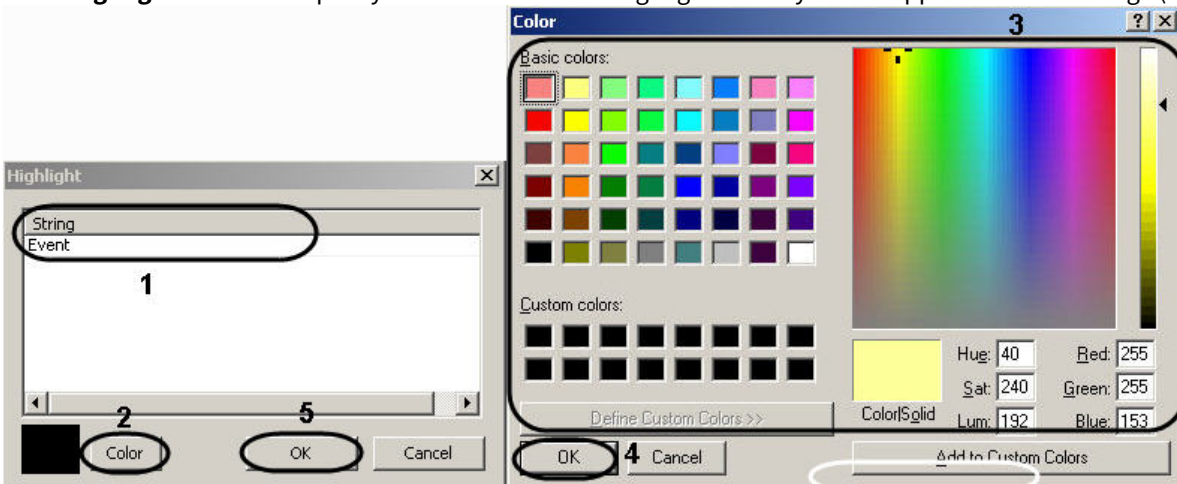 Color
3
Basic colors:
Highlight
String
Event
1
Custom colors:
2
5
Color
OK
Cancel
Define Custom Colors >>
4
OK
Cancel
Color|Solid
Hue: 40
Sat: 240
Lum: 192
Red: 255
Green: 255
Blue: 153
Add to Custom Colors